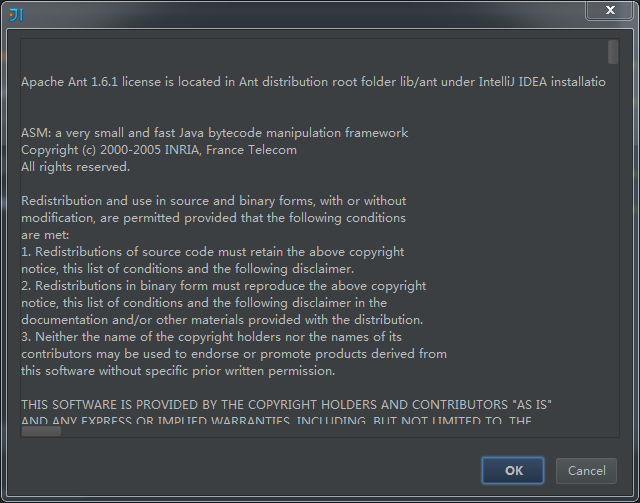 JI
Apache Ant 1.6.1 license is located in Ant distribution root folder lib/ant under IntelliJ IDEA installatio
ASM: a very small and fast Java bytecode manipulation framework
Copyright (c) 2000-2005 INRIA, France Telecom
All rights reserved.
Redistribution and use in source and binary forms, with or without
modification, are permitted provided that the following conditions
are met:
1. Redistributions of source code must retain the above copyright
notice, this list of conditions and the following disclaimer.
2. Redistributions in binary form must reproduce the above copyright
notice, this list of conditions and the following disclaimer in the
documentation and/or other materials provided with the distribution.
3. Neither the name of the copyright holders nor the names of its
contributors may be used to endorse or promote products derived from
this software without specific prior written permission.
THIS SOFTWARE IS PROVIDED BY THE COPYRIGHT HOLDERS AND CONTRIBUTORS "AS IS"
AND ANY EXPRESS OR IMPLIED WARRANTIES, INCLUDING, BUT NOT LIMITED TO, THE
OK
Cancel